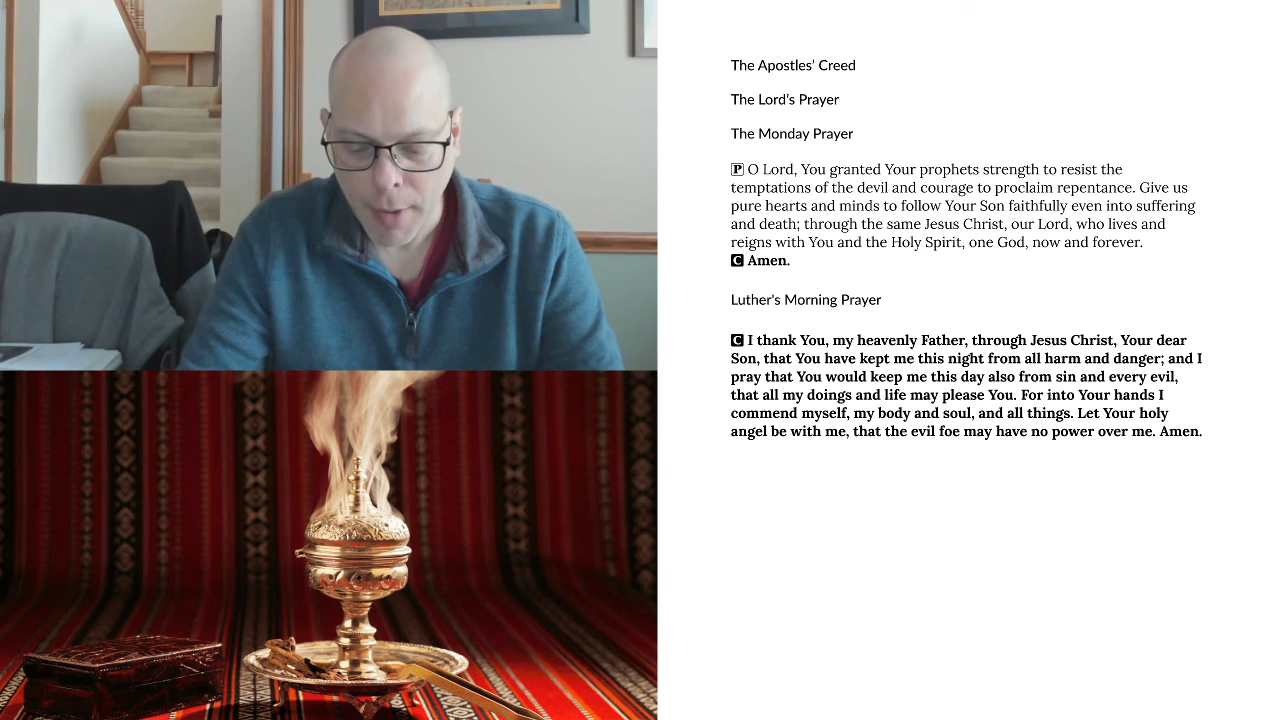 The Apostles’ Creed
The Lord’s Prayer
The Monday Prayer
P O Lord, You granted Your prophets strength to resist the
temptations of the devil and courage to proclaim repentance. Give us
pure hearts and minds to follow Your Son faithfully even into suffering
and death; through the same Jesus Christ, our Lord, who lives and
reigns with You and the Holy Spirit, one God, now and forever.
C Amen.
Luther's Morning Prayer
C I thank You, my heavenly Father, through Jesus Christ, Your dear
Son, that You have kept me this night from all harm and danger; and I
pray that You would keep me this day also from sin and every evil,
that all my doings and life may please You. For into Your hands I
commend myself, my body and soul, and all things. Let Your holy
angel be with me, that the evil foe may have no power over me. Amen.